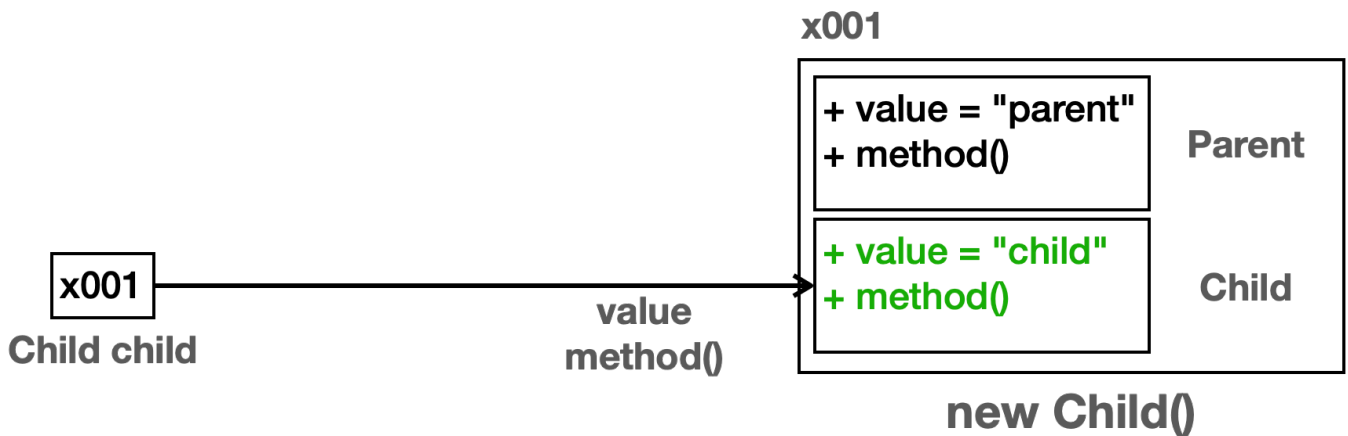 x001
+ value = "parent"
+ method()
Parent
+ value = "child"
+ method()
Child
x001
Child child
value
method()
new Child()